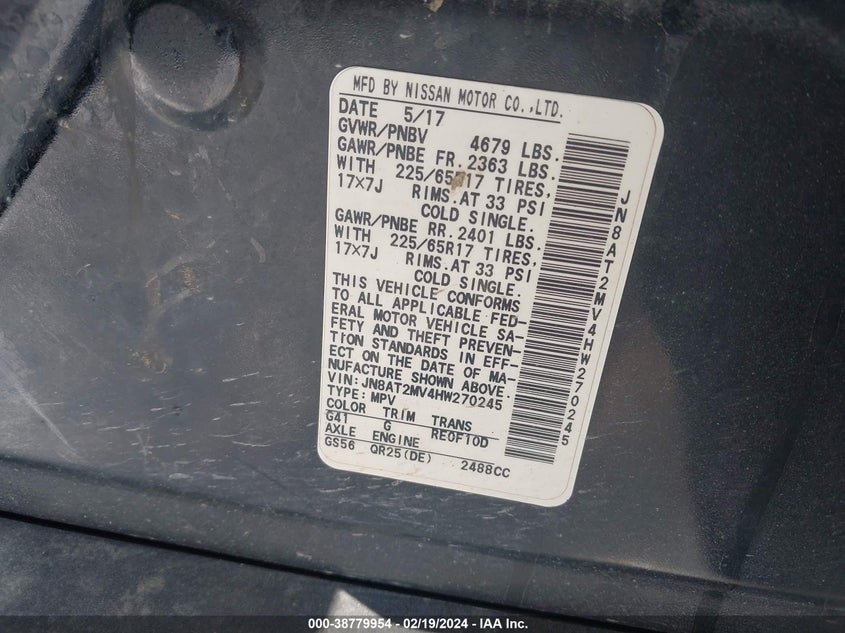 MFD BY NISSAN MOTOR CO.,LTD.
DATE 5/17
GVWR/PNBV 4679 LBS.
GAWR/PNBE FR. 2363 LBS.
WITH 225/65R17 TIRES,
17×7J RIMS.AT 33 PSI
COLD SINGLE.
GAWR/PNBE RR. 2401 LBS.
WITH 225/65R17 TIRES,
17×7J RIMS.AT 33 PSI
COLD SINGLE.
THIS VEHICLE CONFORMS
TO ALL APPLICABLE FED-
ERAL MOTOR VEHICLE SA-
FETY AND THEFT PREVEN-
TION STANDARDS IN EFF-
ECT ON THE DATE OF MA-
NUFACTURE SHOWN ABOVE.
VIN: JN8AT2MV4HW270245
TYPE: MPV
COLOR TRIM TRANS
G41 G RE0F10D
AXLE ENGINE
GS56 QR25(DE) 2488CC
JN8AT2MV4HW270245
000-38779954 - 02/19/2024 - IAA Inc.